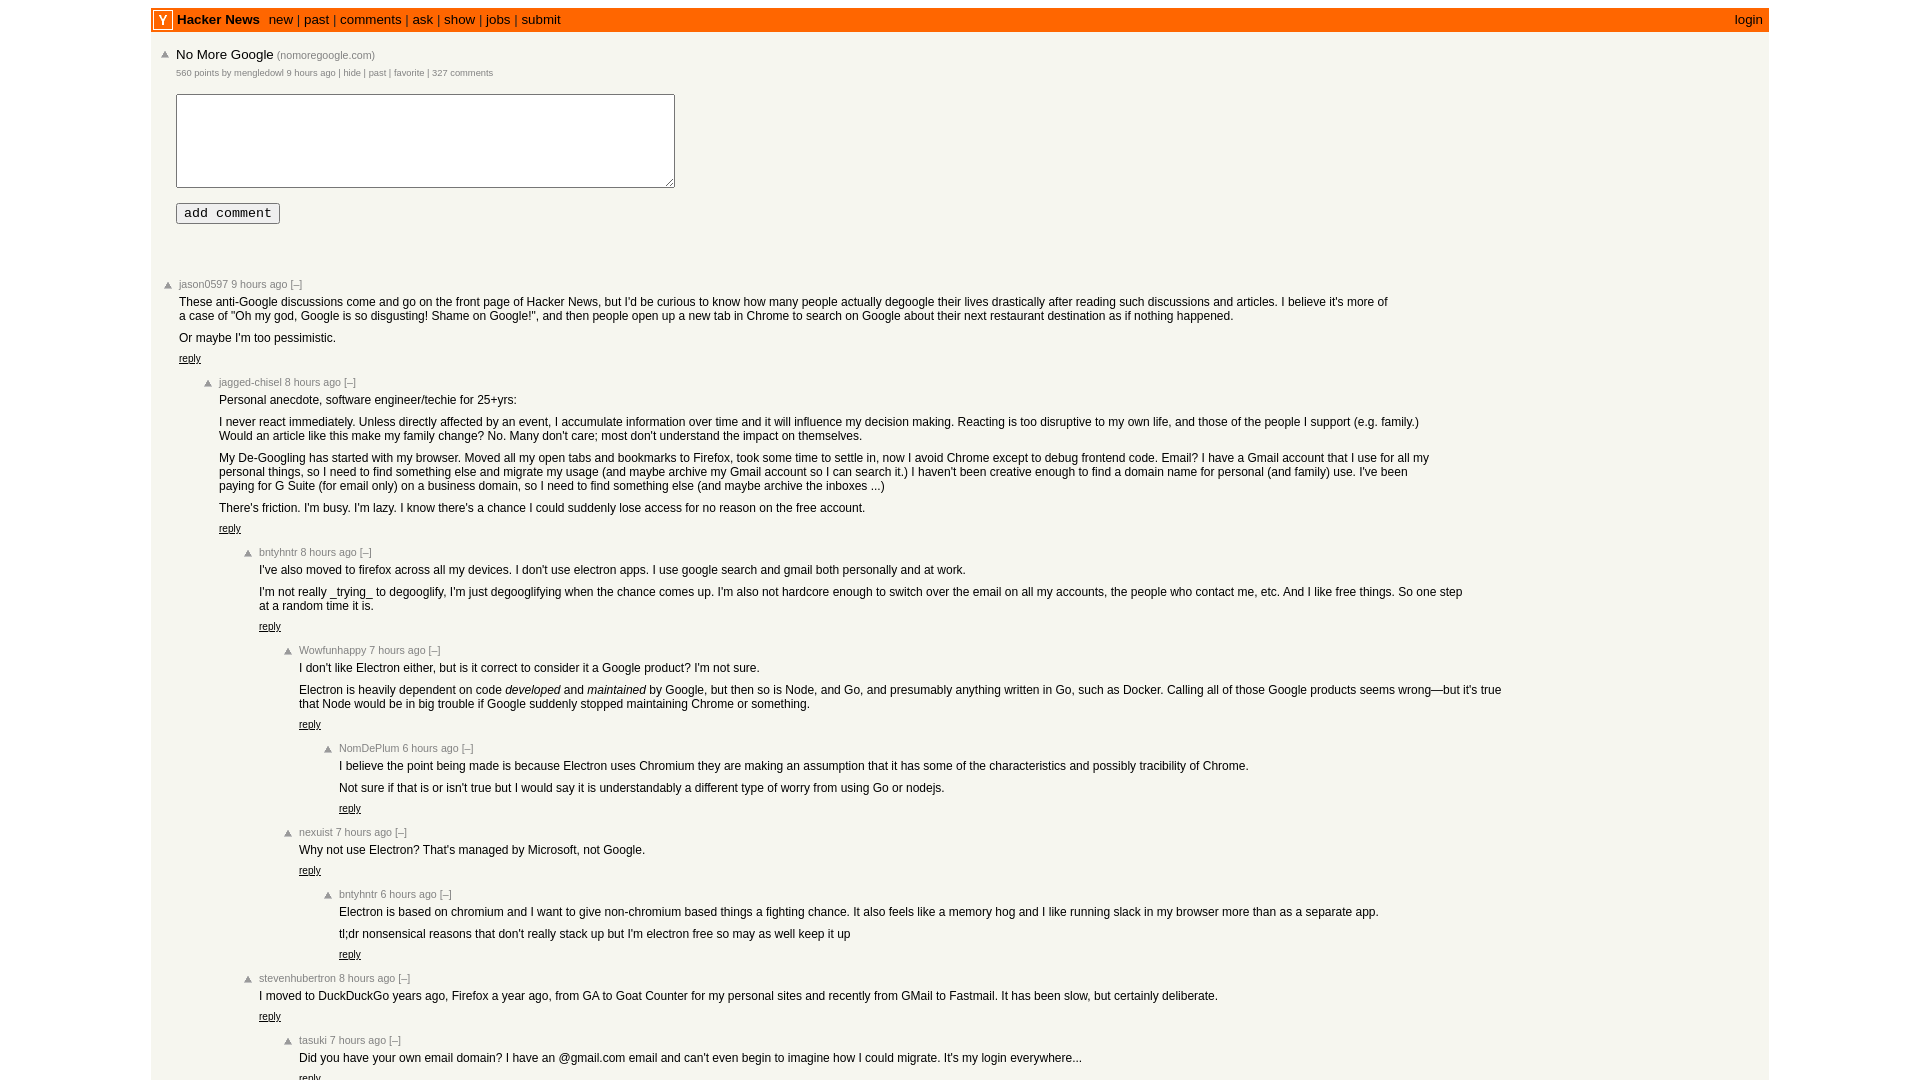 Y Hacker News new | past | comments | ask | show | jobs | submit login
No More Google (nomoregoogle.com)
560 points by mengledowl 9 hours ago | hide | past | favorite | 327 comments
add comment
jason0597 9 hours ago [–]
These anti-Google discussions come and go on the front page of Hacker News, but I'd be curious to know how many people actually degoogle their lives drastically after reading such discussions and articles. I believe it's more of
a case of "Oh my god, Google is so disgusting! Shame on Google!", and then people open up a new tab in Chrome to search on Google about their next restaurant destination as if nothing happened.
Or maybe I'm too pessimistic.
reply
jagged-chisel 8 hours ago [–]
Personal anecdote, software engineer/techie for 25+yrs:
I never react immediately. Unless directly affected by an event, I accumulate information over time and it will influence my decision making. Reacting is too disruptive to my own life, and those of the people I support (e.g. family.)
Would an article like this make my family change? No. Many don't care; most don't understand the impact on themselves.
My De-Googling has started with my browser. Moved all my open tabs and bookmarks to Firefox, took some time to settle in, now I avoid Chrome except to debug frontend code. Email? I have a Gmail account that I use for all my
personal things, so I need to find something else and migrate my usage (and maybe archive my Gmail account so I can search it.) I haven't been creative enough to find a domain name for personal (and family) use. I've been
paying for G Suite (for email only) on a business domain, so I need to find something else (and maybe archive the inboxes ...)
There's friction. I'm busy. I'm lazy. I know there's a chance I could suddenly lose access for no reason on the free account.
reply
bntyhntr 8 hours ago [–]
I've also moved to firefox across all my devices. I don't use electron apps. I use google search and gmail both personally and at work.
I'm not really _trying_ to degooglify, I'm just degooglifying when the chance comes up. I'm also not hardcore enough to switch over the email on all my accounts, the people who contact me, etc. And I like free things. So one step
at a random time it is.
reply
Wowfunhappy 7 hours ago [–]
I don't like Electron either, but is it correct to consider it a Google product? I'm not sure.
Electron is heavily dependent on code developed and maintained by Google, but then so is Node, and Go, and presumably anything written in Go, such as Docker. Calling all of those Google products seems wrong—but it's true
that Node would be in big trouble if Google suddenly stopped maintaining Chrome or something.
reply
NomDePlum 6 hours ago [–]
I believe the point being made is because Electron uses Chromium they are making an assumption that it has some of the characteristics and possibly tracibility of Chrome.
Not sure if that is or isn't true but I would say it is understandably a different type of worry from using Go or nodejs.
reply
nexuist 7 hours ago [–]
Why not use Electron? That's managed by Microsoft, not Google.
reply
bntyhntr 6 hours ago [–]
Electron is based on chromium and I want to give non-chromium based things a fighting chance. It also feels like a memory hog and I like running slack in my browser more than as a separate app.
tl;dr nonsensical reasons that don't really stack up but I'm electron free so may as well keep it up
reply
stevenhubertron 8 hours ago [–]
I moved to DuckDuckGo years ago, Firefox a year ago, from GA to Goat Counter for my personal sites and recently from GMail to Fastmail. It has been slow, but certainly deliberate.
reply
tasuki 7 hours ago [–]
Did you have your own email domain? I have an @gmail.com email and can't even begin to imagine how I could migrate. It's my login everywhere...
reply